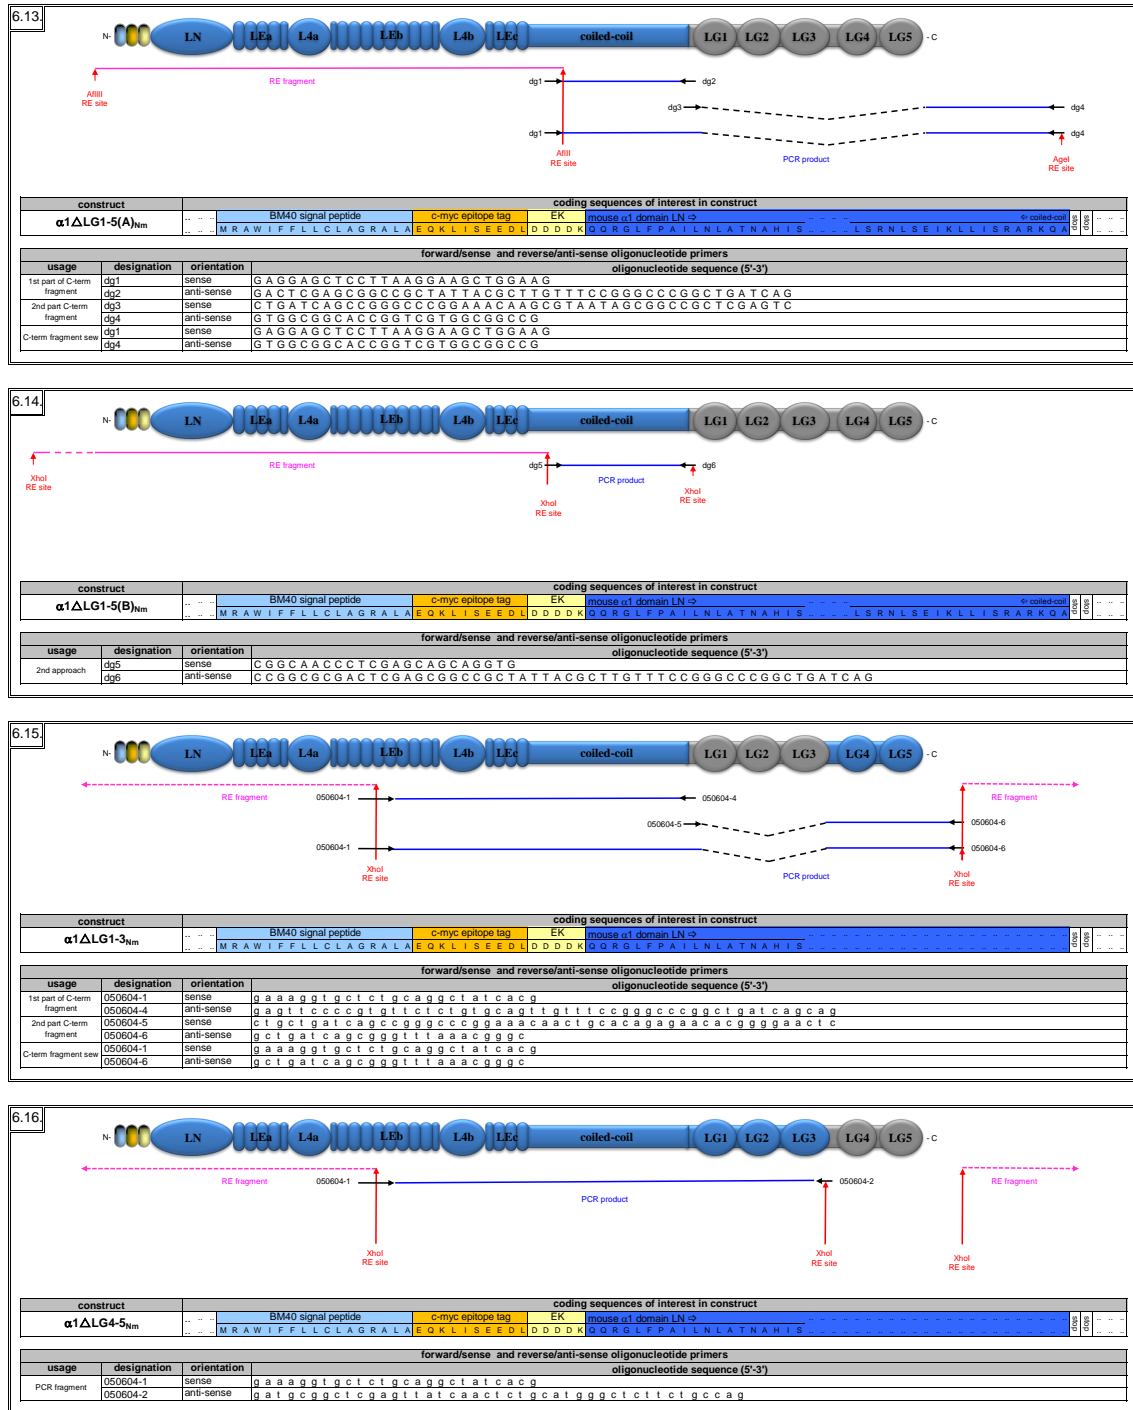 6.13.
N- LN LEa L4a LEb L4b LEc coiled-coil LG1 LG2 LG3 LG4 LG5 - C
RE fragment
dg1 dg2
AflIII
RE site
dg3 dg4
dg1 dg4
AflII
RE site
PCR product
AgeI
RE site
construct coding sequences of interest in construct
α1△LG1-5(A)Nm
BM40 signal peptide c-myc epitope tag EK mouse α1 domain LN ⇨ ⇦ coiled-coil stop stop
M R A W I F F L L C L A G R A L A E Q K L I S E E D L D D D D K Q Q R G L F P A I L N L A T N A H I S . . . . L S R N L S E I K L L I S R A R K Q A
forward/sense and reverse/anti-sense oligonucleotide primers
usage designation orientation oligonucleotide sequence (5'-3')
1st part of C-term fragment dg1 sense G A G G A G C T C C T T A A G G A A G C T G G A A G
dg2 anti-sense G A C T C G A G C G G C C G C T A T T A C G C T T G T T T C C G G G C C C G G C T G A T C A G
2nd part C-term fragment dg3 sense C T G A T C A G C C G G G C C C G G A A A C A A G C G T A A T A G C G G C C G C T C G A G T C
dg4 anti-sense G T G G C G G C A C C G G T C G T G G C G G C C G
C-term fragment sew dg1 sense G A G G A G C T C C T T A A G G A A G C T G G A A G
dg4 anti-sense G T G G C G G C A C C G G T C G T G G C G G C C G
6.14.
N- LN LEa L4a LEb L4b LEc coiled-coil LG1 LG2 LG3 LG4 LG5 - C
RE fragment
dg5 dg6
XhoI
RE site
PCR product
XhoI
RE site
XhoI
RE site
construct coding sequences of interest in construct
α1△LG1-5(B)Nm
BM40 signal peptide c-myc epitope tag EK mouse α1 domain LN ⇨ ⇦ coiled-coil stop stop
M R A W I F F L L C L A G R A L A E Q K L I S E E D L D D D D K Q Q R G L F P A I L N L A T N A H I S . . . . L S R N L S E I K L L I S R A R K Q A
forward/sense and reverse/anti-sense oligonucleotide primers
usage designation orientation oligonucleotide sequence (5'-3')
2nd approach dg5 sense C G G C A A C C C T C G A G C A G C A G G T G
dg6 anti-sense C C G G C G C G A C T C G A G C G G C C G C T A T T A C G C T T G T T T C C G G G C C C G G C T G A T C A G
6.15.
N- LN LEa L4a LEb L4b LEc coiled-coil LG1 LG2 LG3 LG4 LG5 - C
RE fragment RE fragment
050604-1 050604-4
050604-5 050604-6
050604-1 050604-6
XhoI
RE site
PCR product
XhoI
RE site
construct coding sequences of interest in construct
α1△LG1-3Nm
BM40 signal peptide c-myc epitope tag EK mouse α1 domain LN ⇨ stop stop
M R A W I F F L L C L A G R A L A E Q K L I S E E D L D D D D K Q Q R G L F P A I L N L A T N A H I S
forward/sense and reverse/anti-sense oligonucleotide primers
usage designation orientation oligonucleotide sequence (5'-3')
1st part of C-term fragment 050604-1 sense g a a a g g t g c t c t g c a g g c t a t c a c g
050604-4 anti-sense g a g t t c c c c g t g t t c t c t g t g c a g t t g t t t c c g g g c c c g g c t g a t c a g c a g
2nd part C-term fragment 050604-5 sense c t g c t g a t c a g c c g g g c c c g g a a a c a a c t g c a c a g a g a a c a c g g g g a a c t c
050604-6 anti-sense g c t g a t c a g c g g g t t t a a a c g g g c
C-term fragment sew 050604-1 sense g a a a g g t g c t c t g c a g g c t a t c a c g
050604-6 anti-sense g c t g a t c a g c g g g t t t a a a c g g g c
6.16.
N- LN LEa L4a LEb L4b LEc coiled-coil LG1 LG2 LG3 LG4 LG5 - C
RE fragment 050604-1 050604-2 RE fragment
PCR product
XhoI
RE site
XhoI
RE site
XhoI
RE site
construct coding sequences of interest in construct
α1△LG4-5Nm
BM40 signal peptide c-myc epitope tag EK mouse α1 domain LN ⇨ stop stop
M R A W I F F L L C L A G R A L A E Q K L I S E E D L D D D D K Q Q R G L F P A I L N L A T N A H I S
forward/sense and reverse/anti-sense oligonucleotide primers
usage designation orientation oligonucleotide sequence (5'-3')
PCR fragment 050604-1 sense g a a a g g t g c t c t g c a g g c t a t c a c g
050604-2 anti-sense g a t g c g g c t c g a g t t a t c a a c t c t g c a t g g g c t c t t c t g c c a g